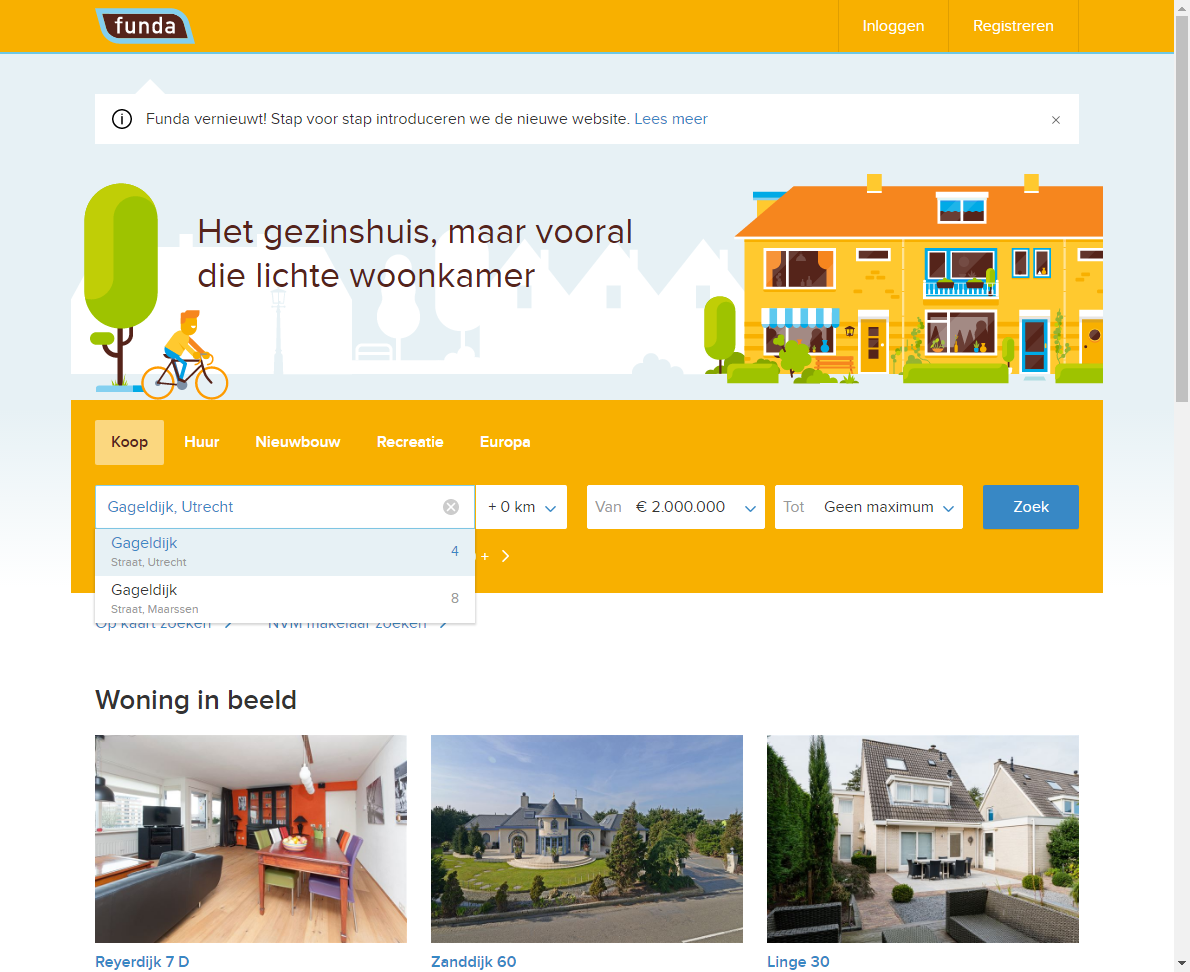 funda
Inloggen
Registreren
Funda vernieuwt! Stap voor stap introduceren we de nieuwe website. Lees meer
Het gezinshuis, maar vooral
die lichte woonkamer
Koop
Huur
Nieuwbouw
Recreatie
Europa
Gageldijk, Utrecht
+ 0 km
Van € 2.000.000
Tot Geen maximum
Zoek
Gageldijk
4
Straat, Utrecht
+
Gageldijk
8
Straat, Maarssen
Op kaart zoeken
NVM makelaar zoeken
Woning in beeld
Reyerdijk 7 D
Zanddijk 60
Linge 30